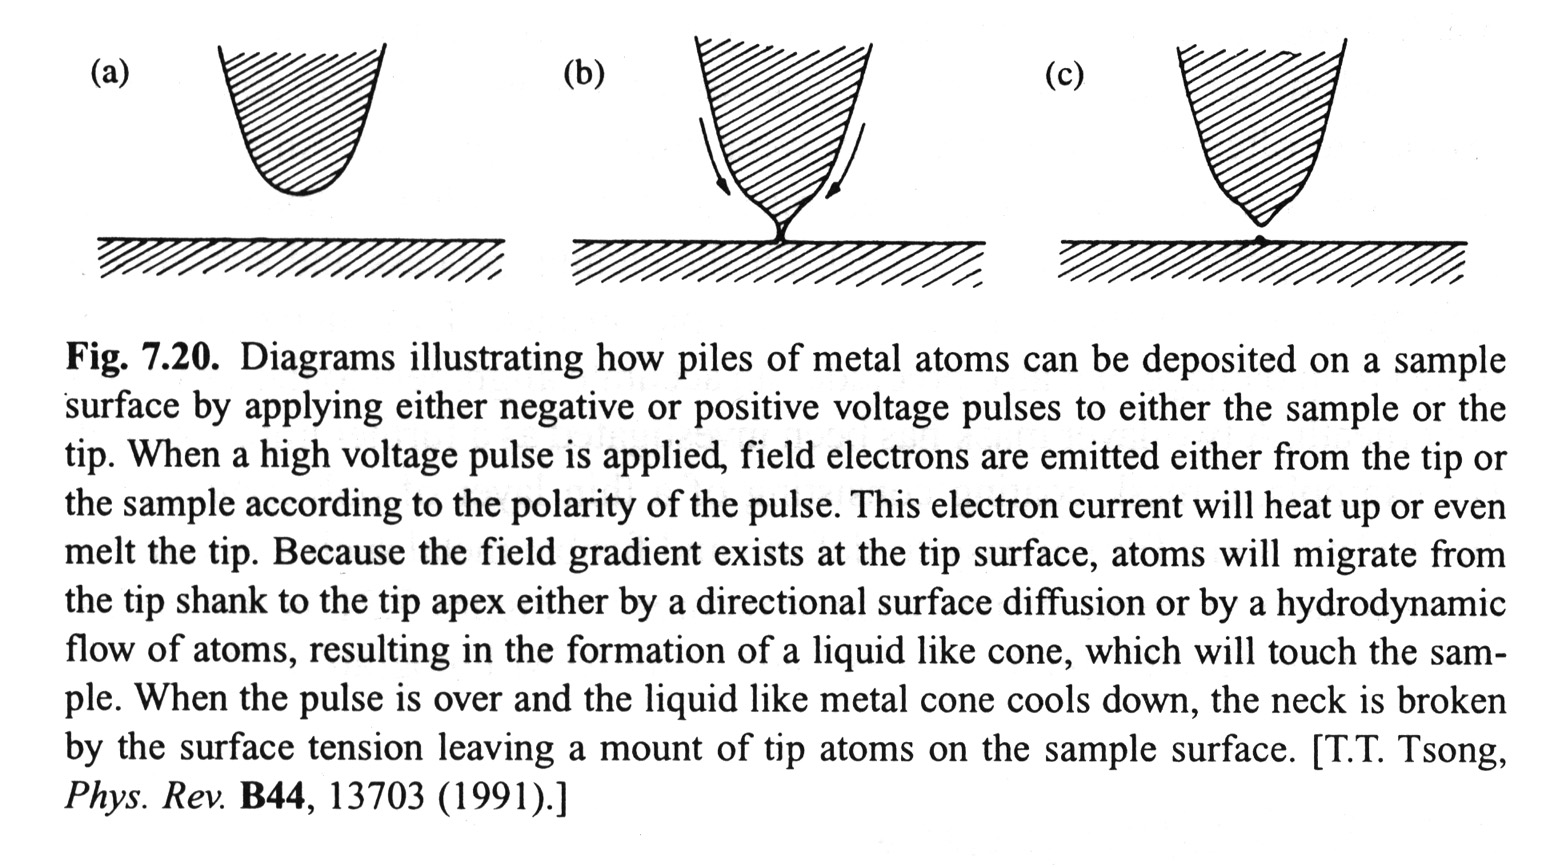 (a) (b) (c)
Fig. 7.20. Diagrams illustrating how piles of metal atoms can be deposited on a sample
surface by applying either negative or positive voltage pulses to either the sample or the
tip. When a high voltage pulse is applied, field electrons are emitted either from the tip or
the sample according to the polarity of the pulse. This electron current will heat up or even
melt the tip. Because the field gradient exists at the tip surface, atoms will migrate from
the tip shank to the tip apex either by a directional surface diffusion or by a hydrodynamic
flow of atoms, resulting in the formation of a liquid like cone, which will touch the sam-
ple. When the pulse is over and the liquid like metal cone cools down, the neck is broken
by the surface tension leaving a mount of tip atoms on the sample surface. [T.T. Tsong,
Phys. Rev. B44, 13703 (1991).]